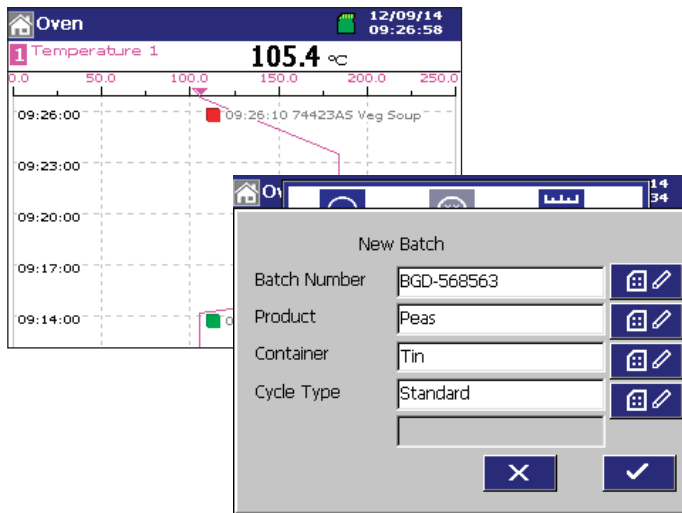 Oven
12/09/14
09:26:58
1 Temperature 1
105.4 °C
0.0 50.0 100.0 150.0 200.0 250.0
09:26:00
09:26:10 74423AS Veg Soup
09:23:00
09:20:00
09:17:00
09:14:00
14
34
New Batch
Batch Number BGD-568563
Product Peas
Container Tin
Cycle Type Standard